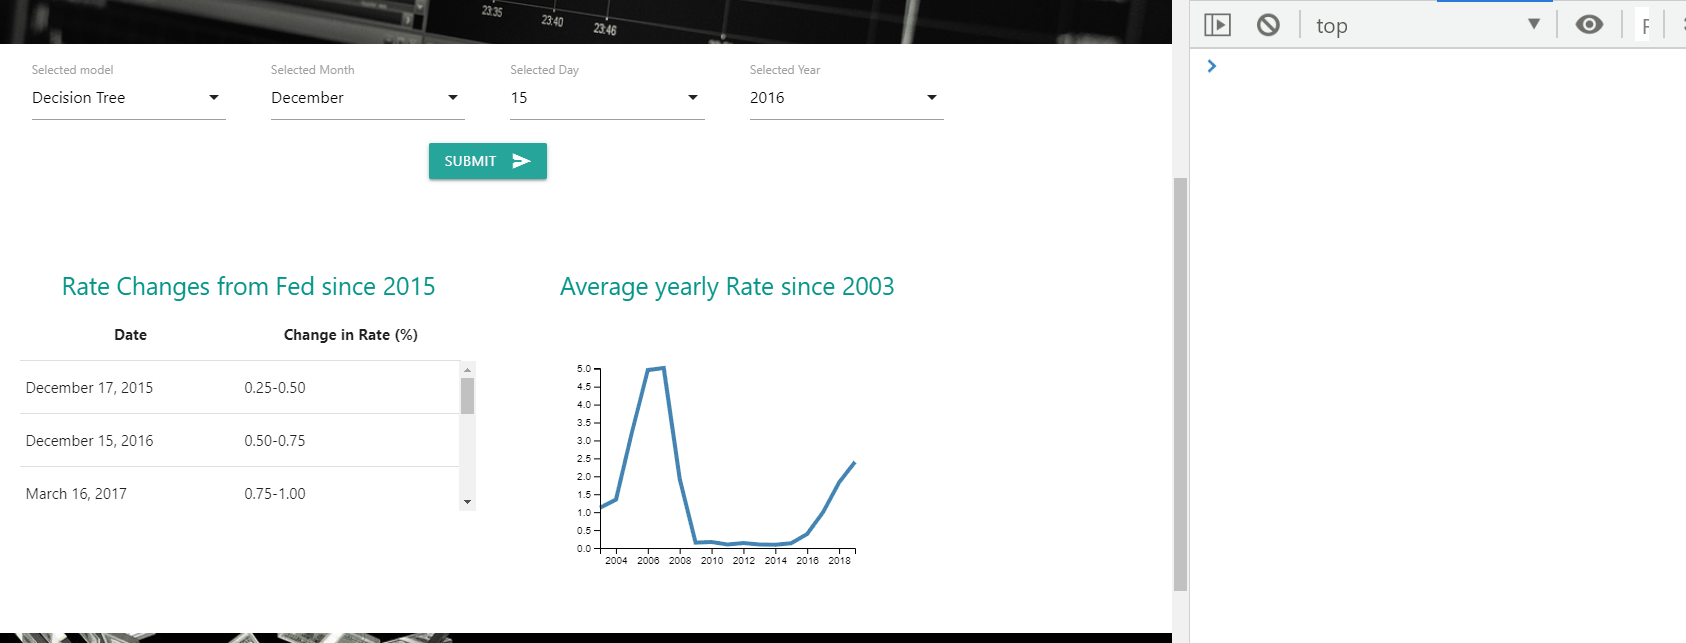 23:35
23:40
23:46
top
Selected model
Selected Month
Selected Day
Selected Year
Decision Tree
December
15
2016
SUBMIT
Rate Changes from Fed since 2015
Average yearly Rate since 2003
Date
Change in Rate (%)
December 17, 2015
0.25-0.50
December 15, 2016
0.50-0.75
March 16, 2017
0.75-1.00
5.0
4.5
4.0
3.5
3.0
2.5
2.0
1.5
1.0
0.5
0.0
2004 2006 2008 2010 2012 2014 2016 2018